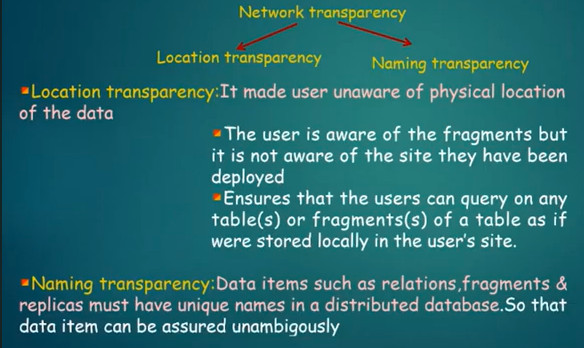 Network transparency
Location transparency
Naming transparency
Location transparency:It made user unaware of physical location
of the data
The user is aware of the fragments but
it is not aware of the site they have been
deployed
Ensures that the users can query on any
table(s) or fragments(s) of a table as if
were stored locally in the user's site.
Naming transparency:Data items such as relations,fragments &
replicas must have unique names in a distributed database.So that
data item can be assured unambigously